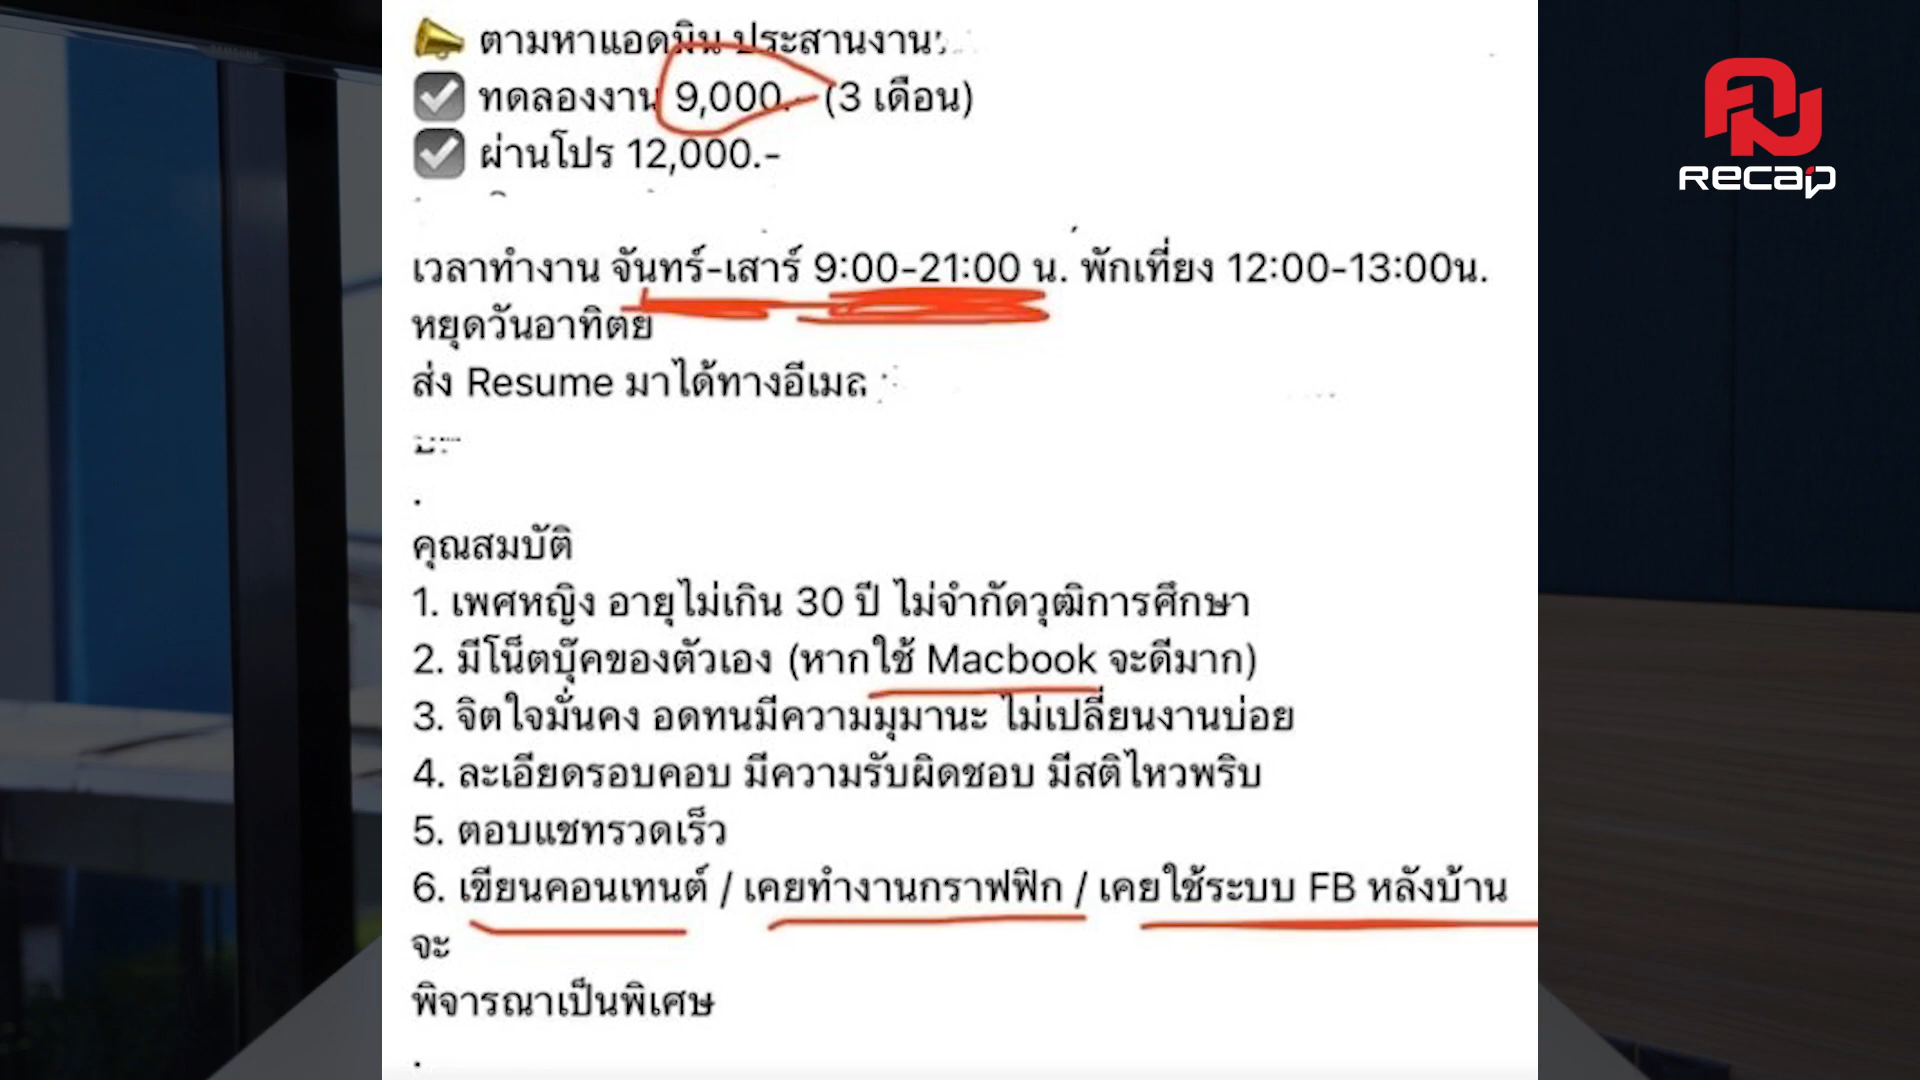 ตามหาแอดมิน ประสานงาน
ทดลองงาน 9,000.- (3 เดือน)
ผ่านโปร 12,000.-
เวลาทำงาน จันทร์-เสาร์ 9:00-21:00 น. พักเที่ยง 12:00-13:00น.
หยุดวันอาทิตย
ส่ง Resume มาได้ทางอีเมล
.
คุณสมบัติ
1. เพศหญิง อายุไม่เกิน 30 ปี ไม่จำกัดวุฒิการศึกษา
2. มีโน็ตบุ๊คของตัวเอง (หากใช้ Macbook จะดีมาก)
3. จิตใจมั่นคง อดทนมีความมุมานะ ไม่เปลี่ยนงานบ่อย
4. ละเอียดรอบคอบ มีความรับผิดชอบ มีสติไหวพริบ
5. ตอบแชทรวดเร็ว
6. เขียนคอนเทนต์ / เคยทำงานกราฟฟิก / เคยใช้ระบบ FB หลังบ้าน
จะ
พิจารณาเป็นพิเศษ
.
Recap